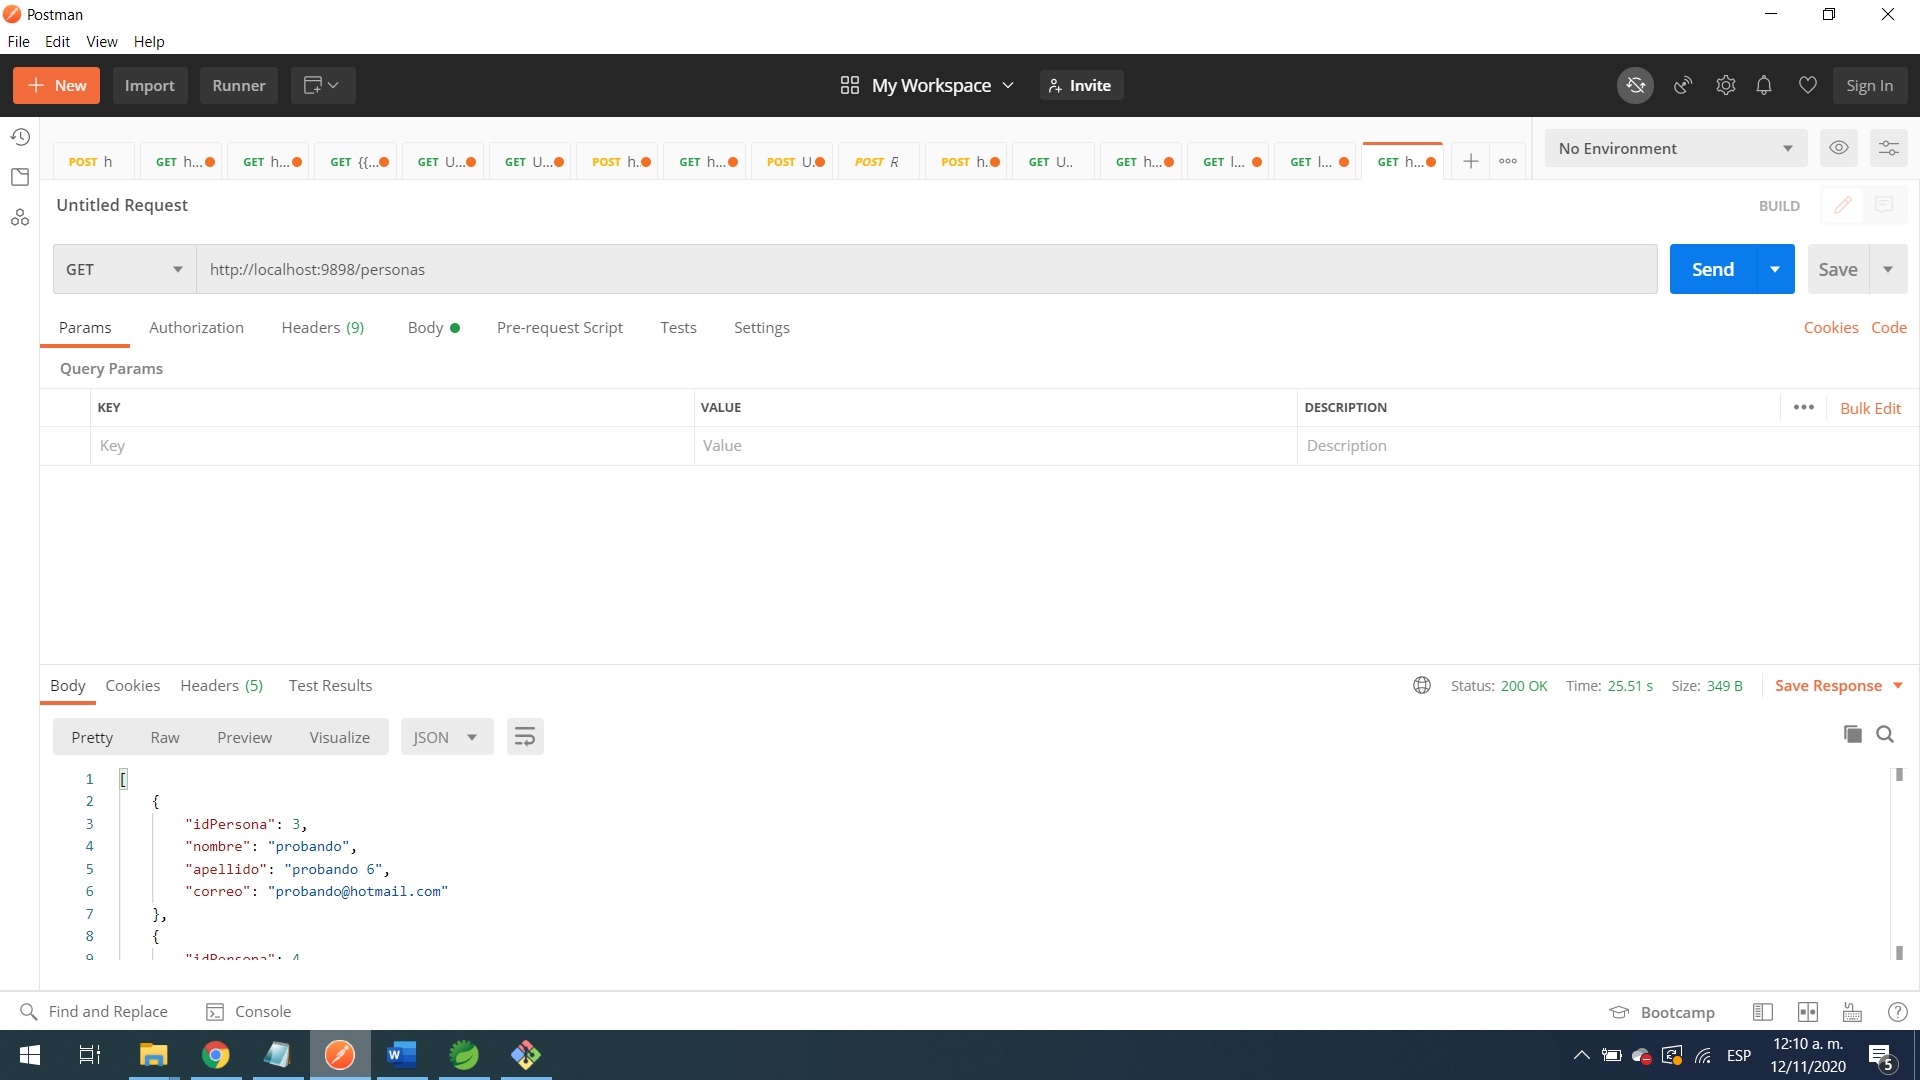 Postman
File Edit View Help
New Import Runner My Workspace Invite Sign In
POST h GET h... GET h... GET {{... GET U... GET U... POST h. GET h... POST U. POST R POST h. GET U.. GET h... GET l... GET l... GET h... No Environment
Untitled Request BUILD
GET http://localhost:9898/personas Send Save
Params Authorization Headers (9) Body Pre-request Script Tests Settings Cookies Code
Query Params
KEY VALUE DESCRIPTION ••• Bulk Edit
Key Value Description
Body Cookies Headers (5) Test Results Status: 200 OK Time: 25.51 s Size: 349 B Save Response
Pretty Raw Preview Visualize JSON
1 [
2 {
3 "idPersona": 3,
4 "nombre": "probando",
5 "apellido": "probando 6",
6 "correo": "probando@hotmail.com"
7 },
8 {
9 "idPersona": 4
Find and Replace Console Bootcamp
ESP 12:10 a. m.
12/11/2020 5